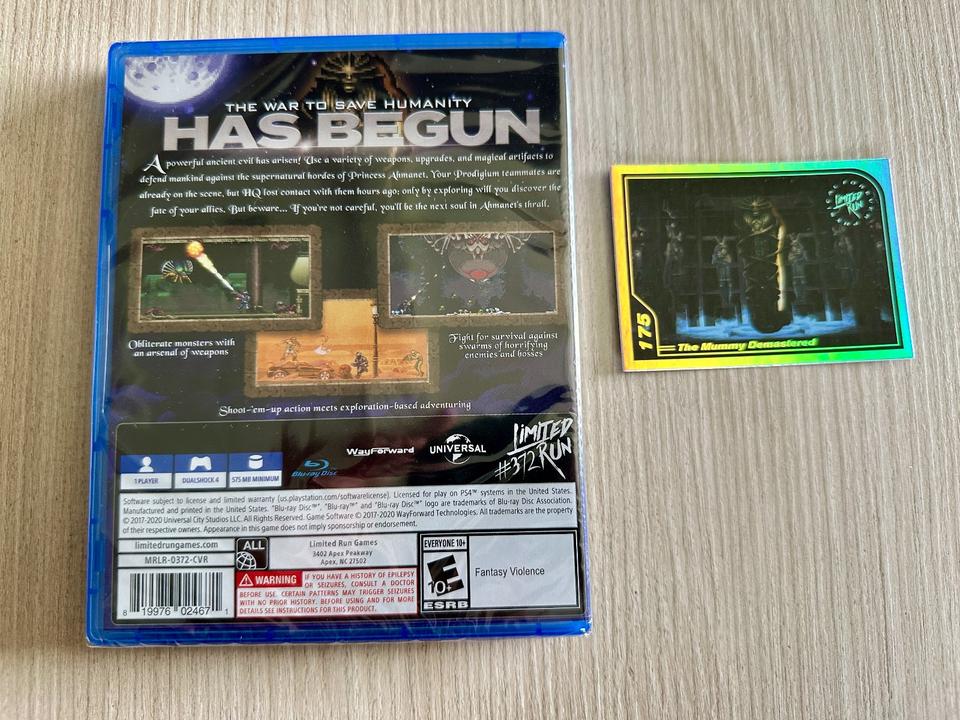 THE WAR TO SAVE HUMANITY
HAS BEGUN
A powerful ancient evil has arisen! Use a variety of weapons, upgrades, and magical artifacts to
defend mankind against the supernatural hordes of Princess Ahmanet. Your Prodigium teammates are
already on the scene, but HQ lost contact with them hours ago; only by exploring will you discover the
fate of your allies. But beware... If you're not careful, you'll be the next soul in Ahmanet's thrall.
Obliterate monsters with
an arsenal of weapons
Fight for survival against
swarms of horrifying
enemies and bosses
Shoot-'em-up action meets exploration-based adventuring
1 PLAYER
DUALSHOCK 4
575 MB MINIMUM
Blu-ray Disc
WayForward
UNIVERSAL
LIMITED
RUN
#372
Software subject to license and limited warranty (us.playstation.com/softwarelicense). Licensed for play on PS4™ systems in the United States.
Manufactured and printed in the United States. "Blu-ray Disc™", "Blu-ray™" and "Blu-ray Disc™" logo are trademarks of Blu-ray Disc Association.
© 2017-2020 Universal City Studios LLC. All Rights Reserved. Game Software © 2017-2020 WayForward Technologies. All trademarks are the property
of their respective owners. Appearance in this game does not imply sponsorship or endorsement.
limitedrungames.com
MRLR-0372-CVR
8 19976 02467 1
ALL
Limited Run Games
3402 Apex Peakway
Apex, NC 27502
WARNING IF YOU HAVE A HISTORY OF EPILEPSY
OR SEIZURES, CONSULT A DOCTOR
BEFORE USE. CERTAIN PATTERNS MAY TRIGGER SEIZURES
WITH NO PRIOR HISTORY. BEFORE USING AND FOR MORE
DETAILS SEE INSTRUCTIONS FOR THIS PRODUCT.
EVERYONE 10+
E
10+
ESRB
Fantasy Violence
LIMITED
RUN
175
The Mummy Demastered